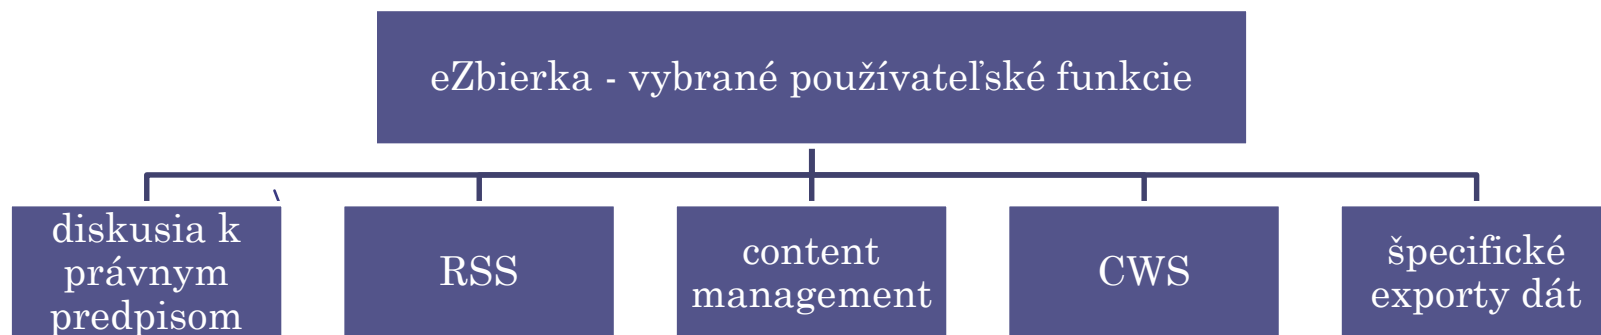 eZbierka - vybrané používateľské funkcie
diskusia k
právnym
predpisom
RSS
content
management
CWS
špecifické
exporty dát